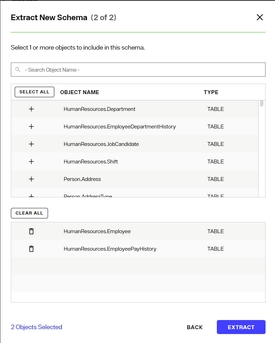 Extract New Schema (2 of 2)
Select 1 or more objects to include in this schema.
- Search Object Name -
SELECT ALL OBJECT NAME TYPE
HumanResources.Department TABLE
HumanResources.EmployeeDepartmentHistory TABLE
HumanResources.JobCandidate TABLE
HumanResources.Shift TABLE
Person.Address TABLE
Person.AddressType TABLE
CLEAR ALL
HumanResources.Employee TABLE
HumanResources.EmployeePayHistory TABLE
2 Objects Selected BACK EXTRACT